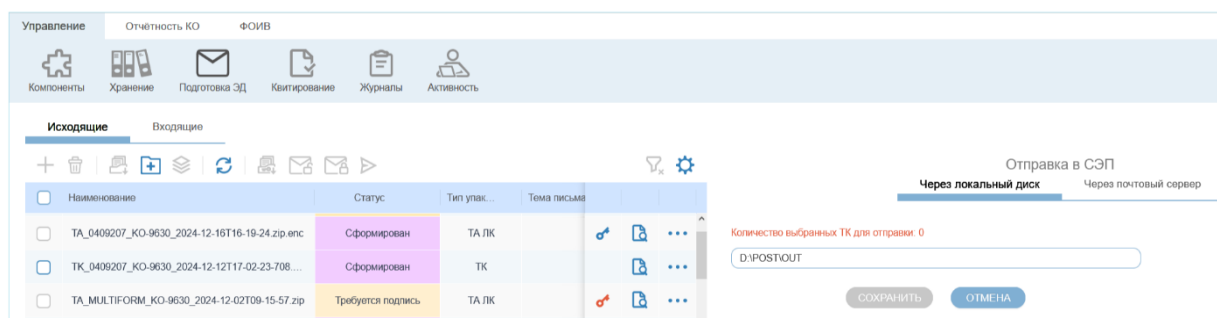 Управление Отчётность КО ФОИВ
Компоненты Хранение Подготовка ЭД Квитирование Журналы Активность
Исходящие Входящие
Отправка в СЭП
Через локальный диск Через почтовый сервер
Наименование Статус Тип упак... Тема письма
TA_0409207_KO-9630_2024-12-16T16-19-24.zip.enc Сформирован ТА ЛК
Количество выбранных ТК для отправки: 0
D:\POST\OUT
TK_0409207_KO-9630_2024-12-12T17-02-23-708.... Сформирован ТК
TA_MULTIFORM_KO-9630_2024-12-02T09-15-57.zip Требуется подпись ТА ЛК
СОХРАНИТЬ ОТМЕНА